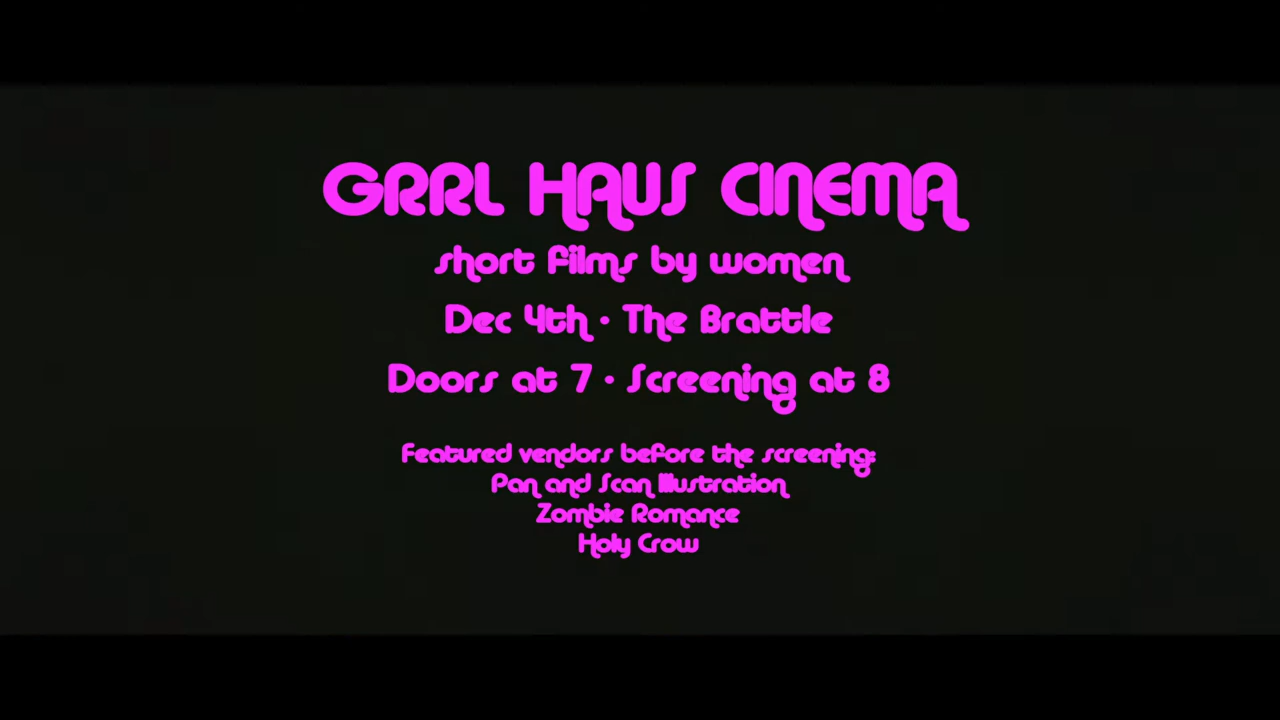 GRRL HAUS CINEMA
short films by women
Dec 4th • The Brattle
Doors at 7 • Screening at 8
Featured vendors before the screening:
Pan and Scan Illustration
Zombie Romance
Holy Crow